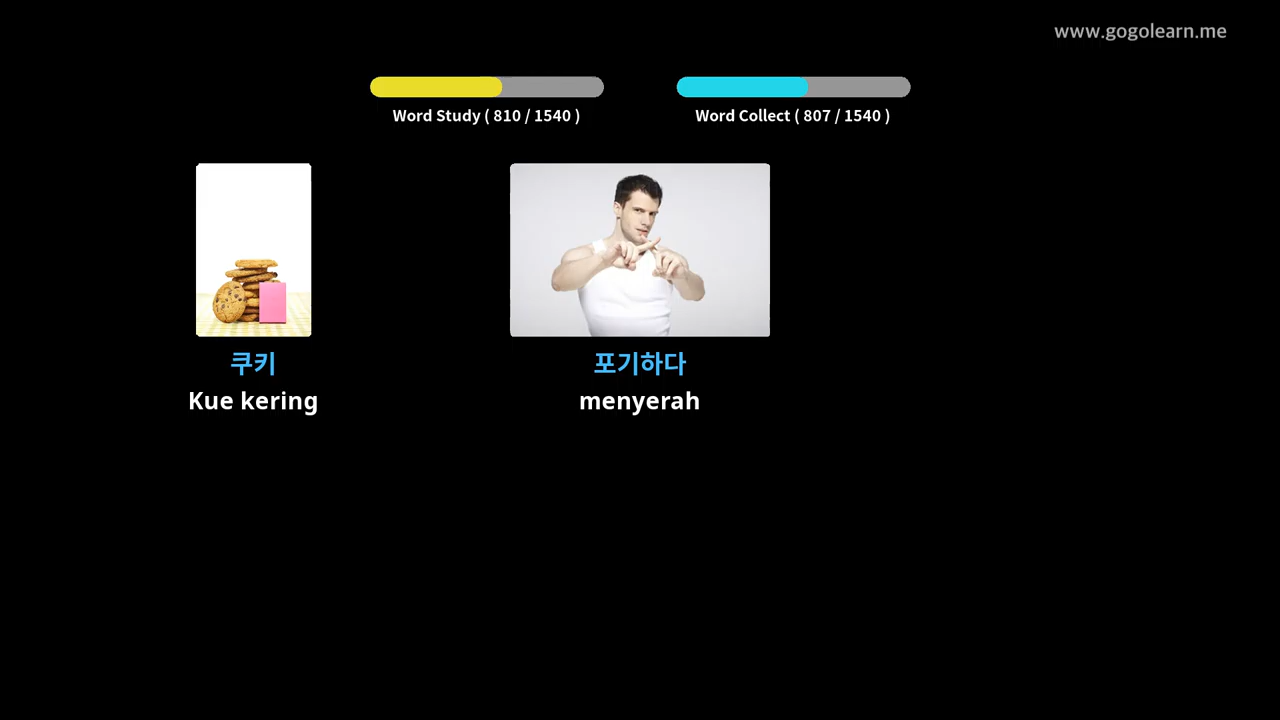 www.gogolearn.me
Word Study ( 810 / 1540 )
Word Collect ( 807 / 1540 )
쿠키
Kue kering
포기하다
menyerah